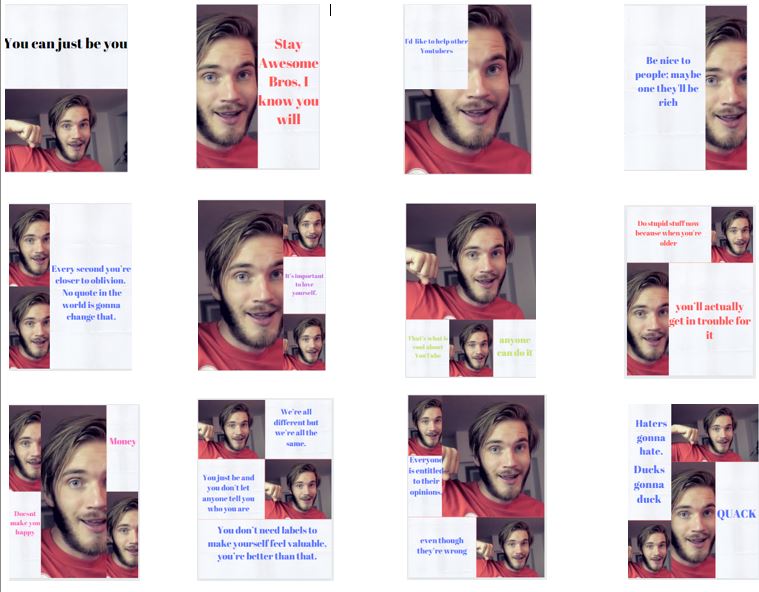 You can just be you
Stay
Awesome
Bros, I
know you
will
I'd like to help other
Youtubers
Be nice to
people; maybe
one they'll be
rich
Every second you're
closer to oblivion.
No quote in the
world is gonna
change that.
It's important
to love
yourself.
That's what is
cool about
YouTube
anyone
can do it
Do stupid stuff now
because when you're
older
you'll actually
get in trouble for
it
Money
Doesnt
make you
happy
We're all
different but
we're all the
same.
You just be and
you don't let
anyone tell you
who you are
You don't need labels to
make yourself feel valuable.
you're better than that.
Everyone
is entitled
to their
opinions,
even though
they're wrong
Haters
gonna
hate.
Ducks
gonna
duck
QUACK